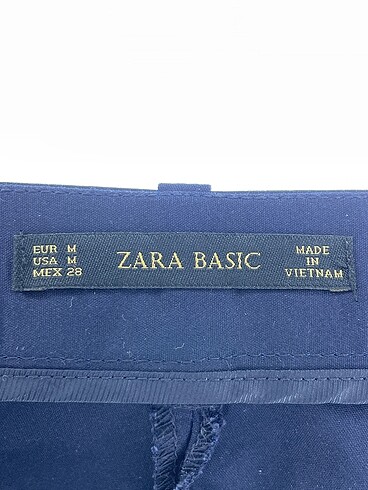 EUR M
USA M
MEX 28
ZARA BASIC
MADE
IN
VIETNAM